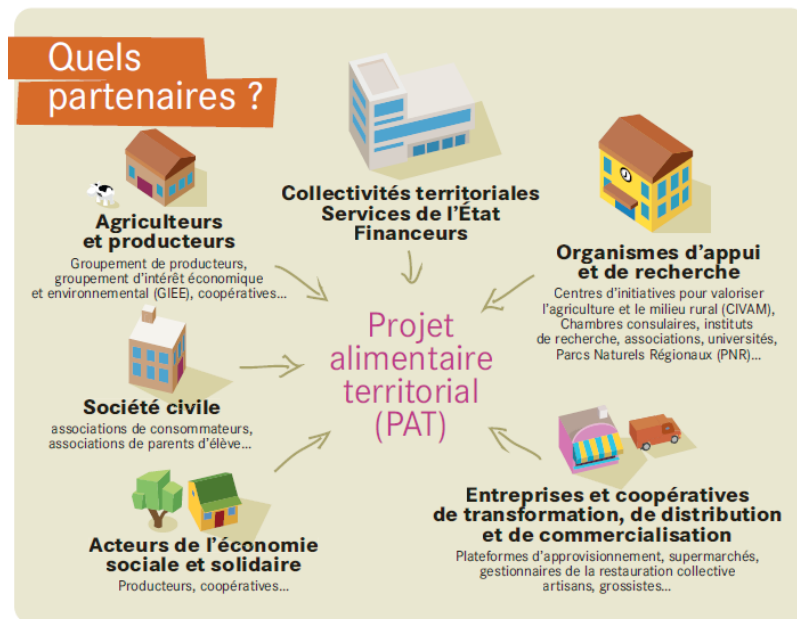 Quels
partenaires ?
Collectivités territoriales
Services de l'État
Financeurs
Agriculteurs
et producteurs
Groupement de producteurs,
groupement d'intérêt économique
et environnemental (GIEE), coopératives...
Organismes d'appui
et de recherche
Centres d'initiatives pour valoriser
l'agriculture et le milieu rural (CIVAM),
Chambres consulaires, instituts
de recherche, associations, universités,
Parcs Naturels Régionaux (PNR)...
Projet
alimentaire
territorial
(PAT)
Société civile
associations de consommateurs,
associations de parents d'élève...
Acteurs de l'économie
sociale et solidaire
Producteurs, coopératives...
Entreprises et coopératives
de transformation, de distribution
et de commercialisation
Plateformes d'approvisionnement, supermarchés,
gestionnaires de la restauration collective
artisans, grossistes...